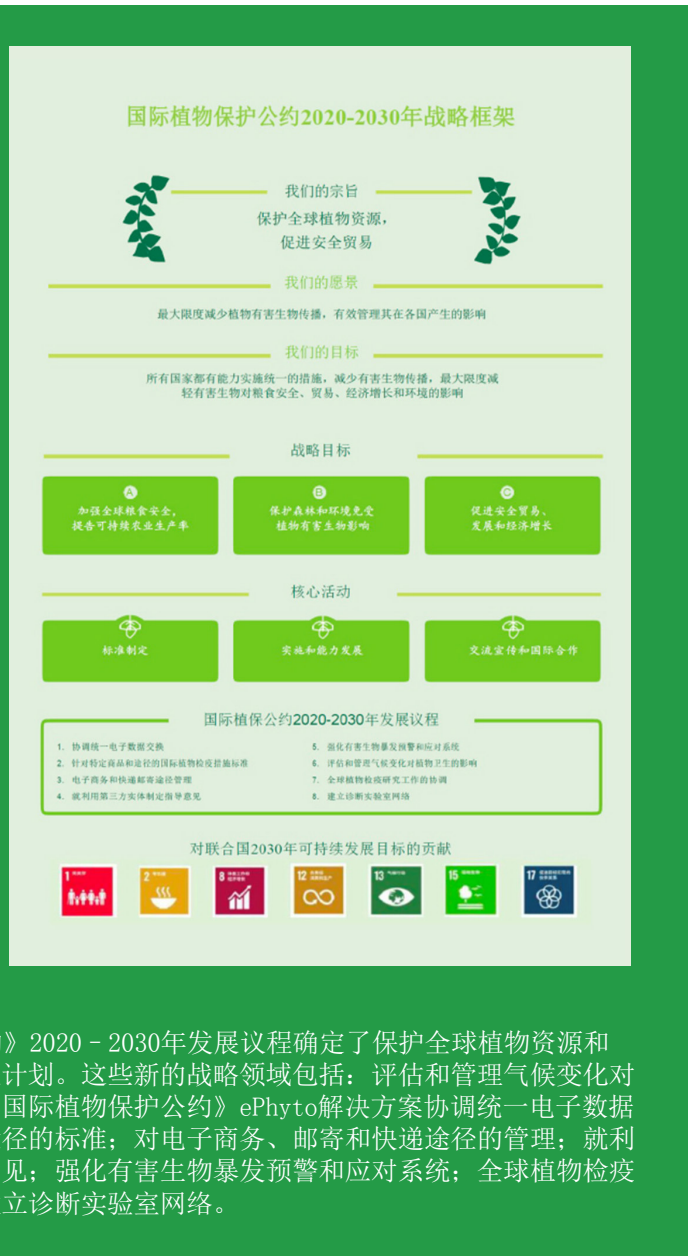 国际植物保护公约2020-2030年战略框架
我们的宗旨
保护全球植物资源,
促进安全贸易
我们的愿景
最大限度减少植物有害生物传播，有效管理其在各国产生的影响
我们的目标
所有国家都有能力实施统一的措施，减少有害生物传播，最大限度减
轻有害生物对粮食安全、贸易、经济增长和环境的影响
战略目标
A
加强全球粮食安全,
提告可持续农业生产率
B
保护森林和环境免受
植物有害生物影响
C
促进安全贸易、
发展和经济增长
核心活动
标准制定
实施和能力发展
交流宣传和国际合作
国际植保公约2020-2030年发展议程
1. 协调统一电子数据交换
2. 针对特定商品和途径的国际植物检疫措施标准
3. 电子商务和快递邮寄途径管理
4. 就利用第三方实体制定指导意见
5. 强化有害生物暴发预警和应对系统
6. 评估和管理气候变化对植物卫生的影响
7. 全球植物检疫研究工作的协调
8. 建立诊断实验室网络
对联合国2030年可持续发展目标的贡献
1
2
8
12
13
15
17
》2020–2030年发展议程确定了保护全球植物资源和
计划。这些新的战略领域包括：评估和管理气候变化对
国际植物保护公约》ePhyto解决方案协调统一电子数据
径的标准；对电子商务、邮寄和快递途径的管理；就利
见；强化有害生物暴发预警和应对系统；全球植物检疫
立诊断实验室网络。